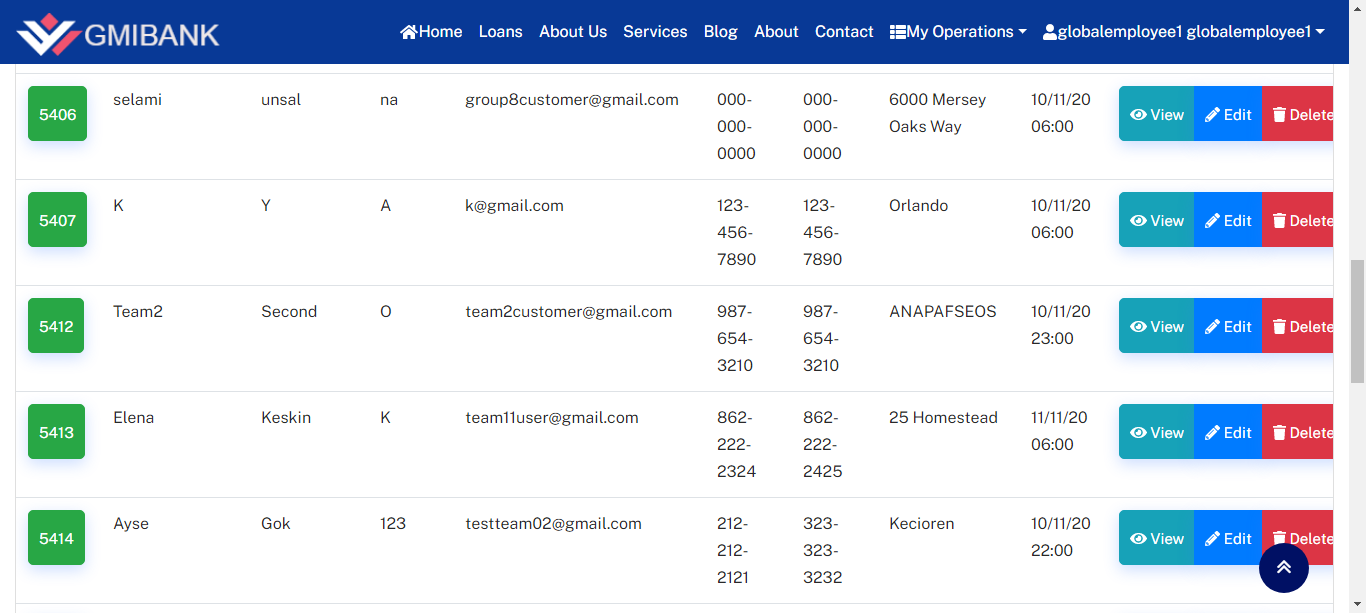 GMIBANK Home Loans About Us Services Blog About Contact My Operations globalemployee1 globalemployee1
5406 selami unsal na group8customer@gmail.com 000- 000- 6000 Mersey 10/11/20 View Edit Delete
000- 000- Oaks Way 06:00
0000 0000
5407 K Y A k@gmail.com 123- 123- Orlando 10/11/20 View Edit Delete
456- 456- 06:00
7890 7890
5412 Team2 Second O team2customer@gmail.com 987- 987- ANAPAFSEOS 10/11/20 View Edit Delete
654- 654- 23:00
3210 3210
5413 Elena Keskin K team11user@gmail.com 862- 862- 25 Homestead 11/11/20 View Edit Delete
222- 222- 06:00
2324 2425
5414 Ayse Gok 123 testteam02@gmail.com 212- 323- Kecioren 10/11/20 View Edit Delete
212- 323- 22:00
2121 3232